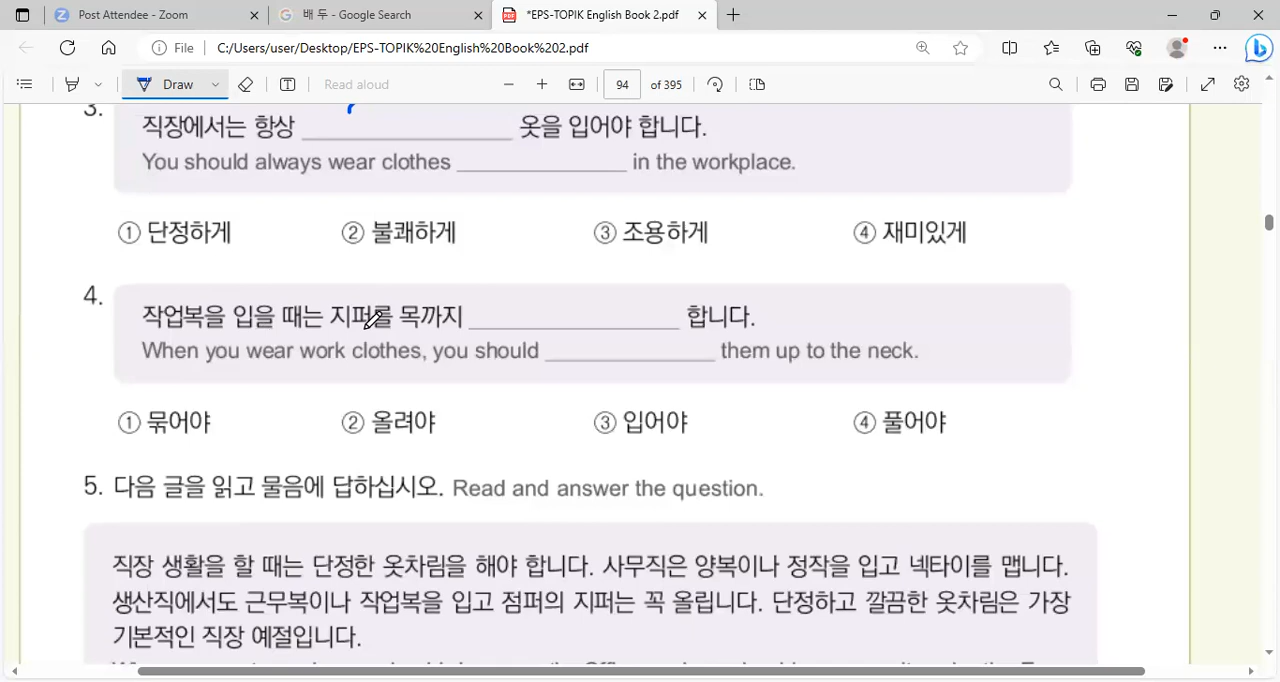 Post Attendee - Zoom
배 두 - Google Search
*EPS-TOPIK English Book 2.pdf
File
C:/Users/user/Desktop/EPS-TOPIK%20English%20Book%202.pdf
Draw
Read aloud
94 of 395
3.
직장에서는 항상 ________ 옷을 입어야 합니다.
You should always wear clothes ________ in the workplace.
① 단정하게 ② 불쾌하게 ③ 조용하게 ④ 재미있게
4.
작업복을 입을 때는 지퍼를 목까지 ________ 합니다.
When you wear work clothes, you should ________ them up to the neck.
① 묶어야 ② 올려야 ③ 입어야 ④ 풀어야
5. 다음 글을 읽고 물음에 답하십시오. Read and answer the question.
직장 생활을 할 때는 단정한 옷차림을 해야 합니다. 사무직은 양복이나 정작을 입고 넥타이를 맵니다.
생산직에서도 근무복이나 작업복을 입고 점퍼의 지퍼는 꼭 올립니다. 단정하고 깔끔한 옷차림은 가장
기본적인 직장 예절입니다.